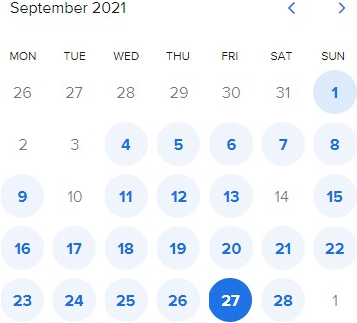 September 2021
MON TUE WED THU FRI SAT SUN
26 27 28 29 30 31 1
2 3 4 5 6 7 8
9 10 11 12 13 14 15
16 17 18 19 20 21 22
23 24 25 26 27 28 1